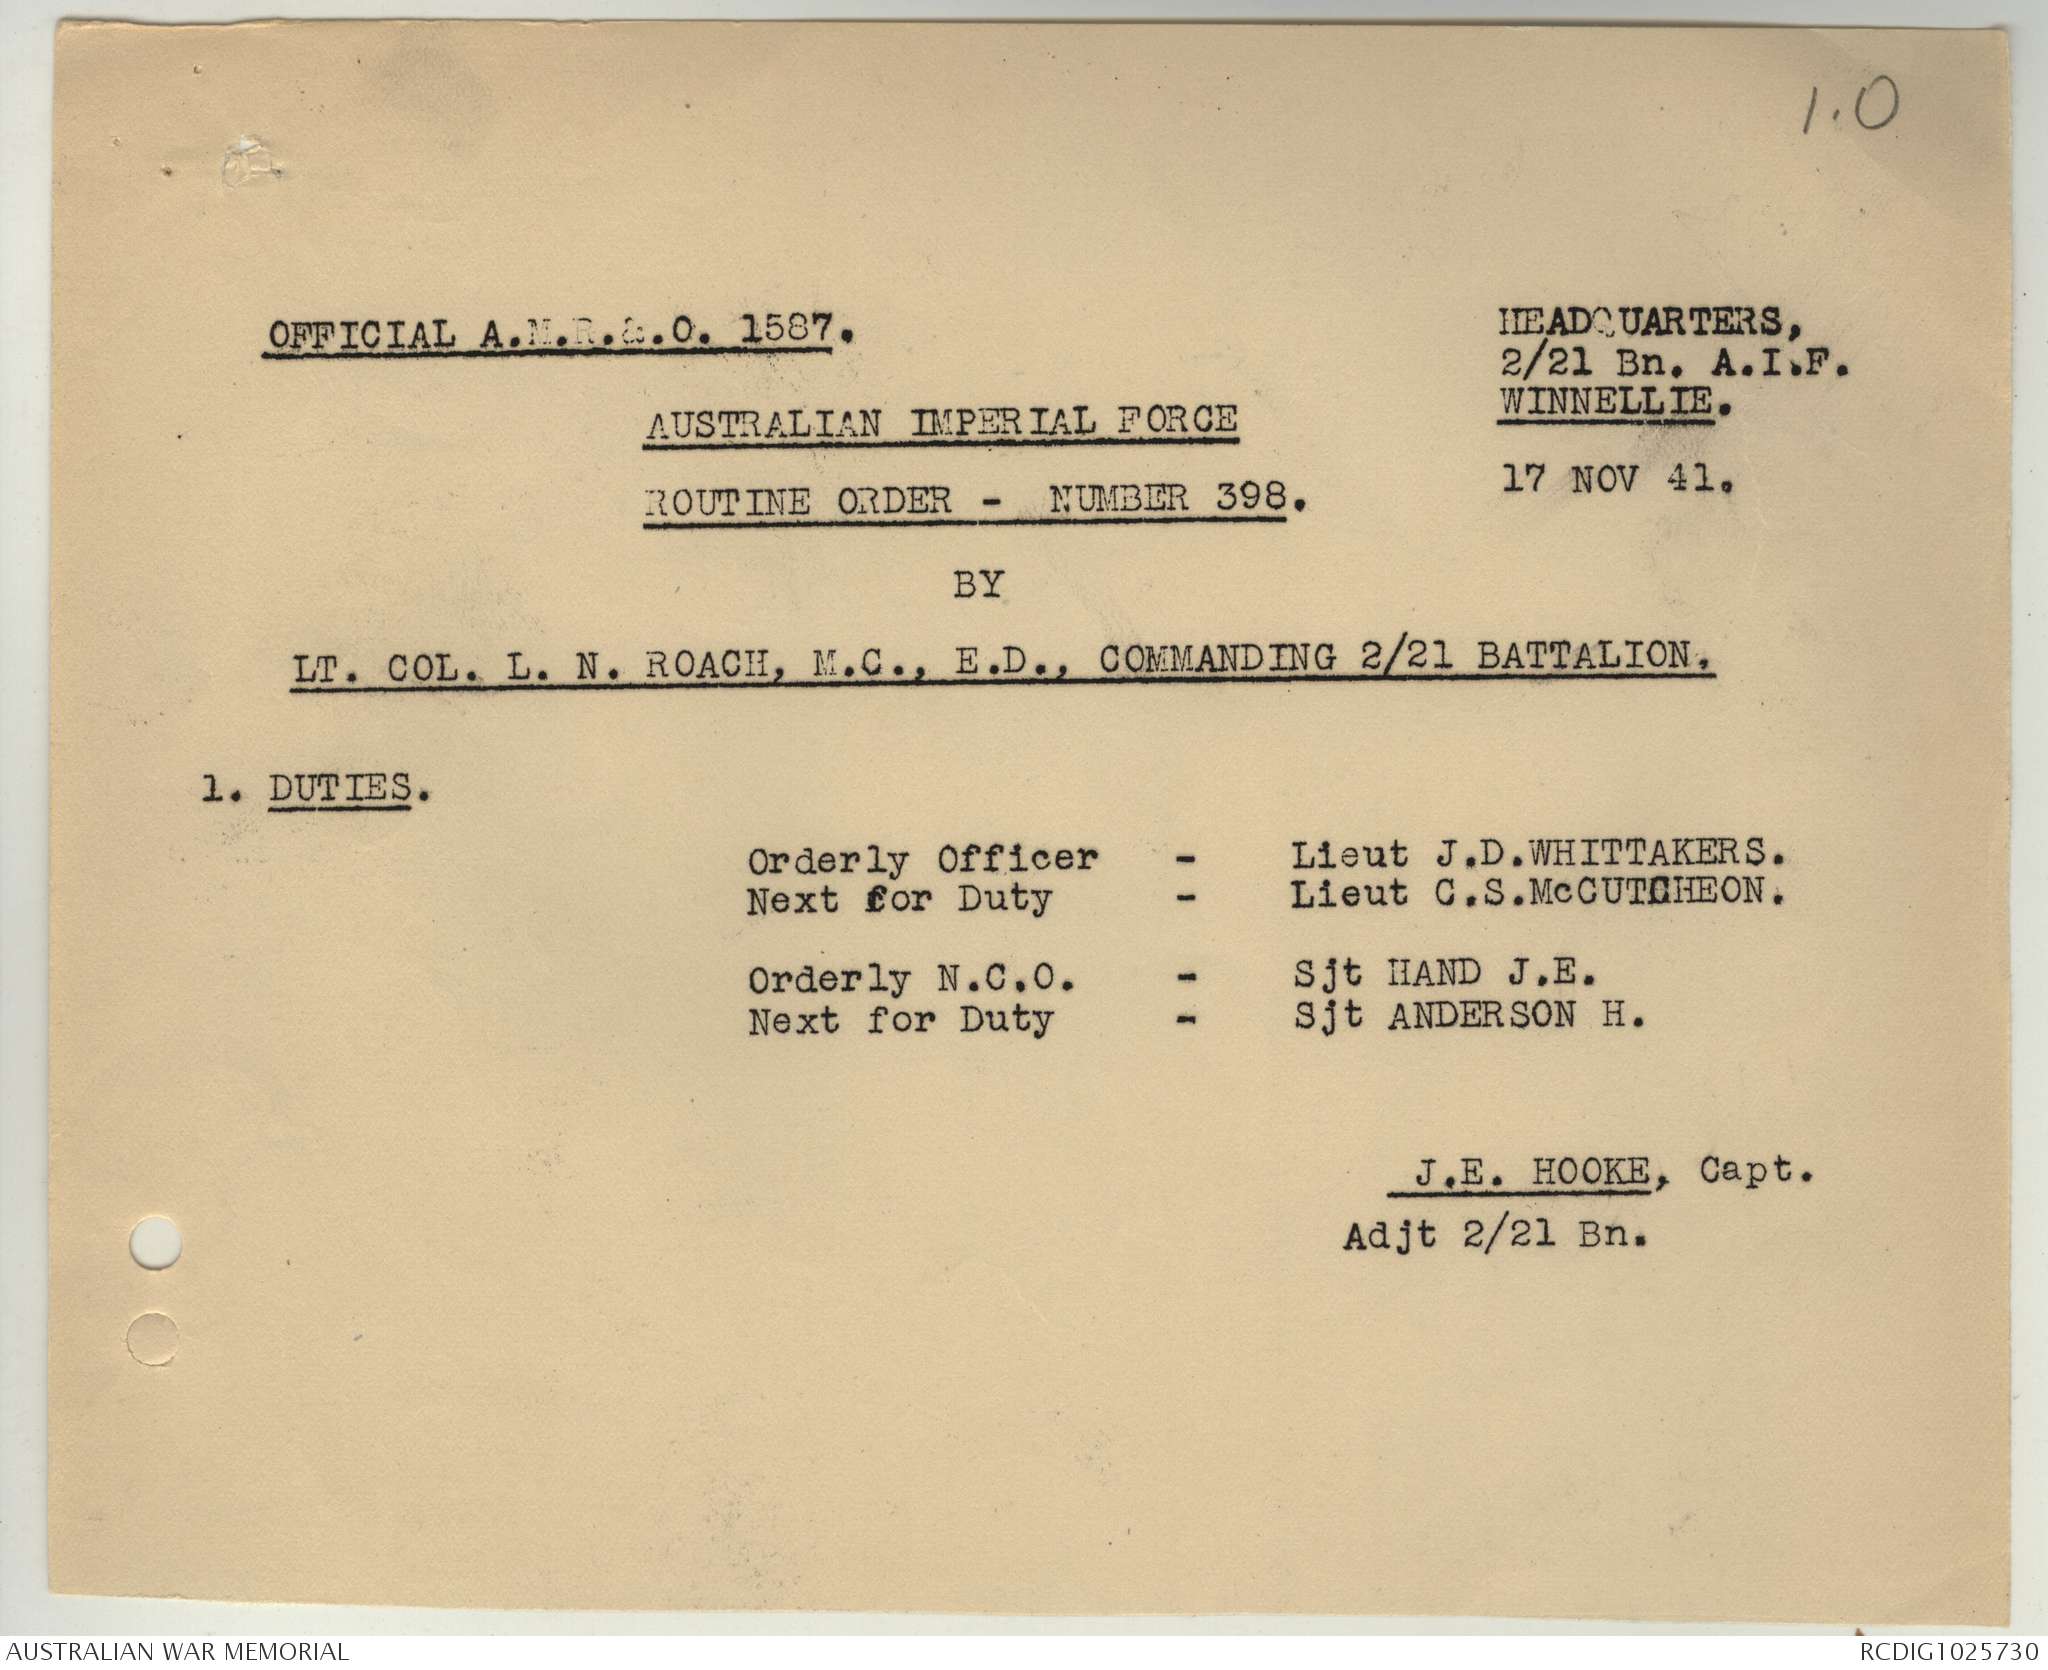 1.0
OFFICIAL A.M.R.&.O. 1587.
HEADQUARTERS,
2/21 Bn. A.I.F.
WINNELLIE.
17 NOV 41.
AUSTRALIAN IMPERIAL FORCE
ROUTINE ORDER - NUMBER 398.
BY
LT. COL. L. N. ROACH, M.C., E.D., COMMANDING 2/21 BATTALION.
1. DUTIES.
Orderly Officer - Lieut J.D.WHITTAKERS.
Next for Duty - Lieut C.S.McCUTCHEON.
Orderly N.C.O. - Sjt HAND J.E.
Next for Duty - Sjt ANDERSON H.
J.E. HOOKE, Capt.
Adjt 2/21 Bn.
AUSTRALIAN WAR MEMORIAL
RCDIG1025730